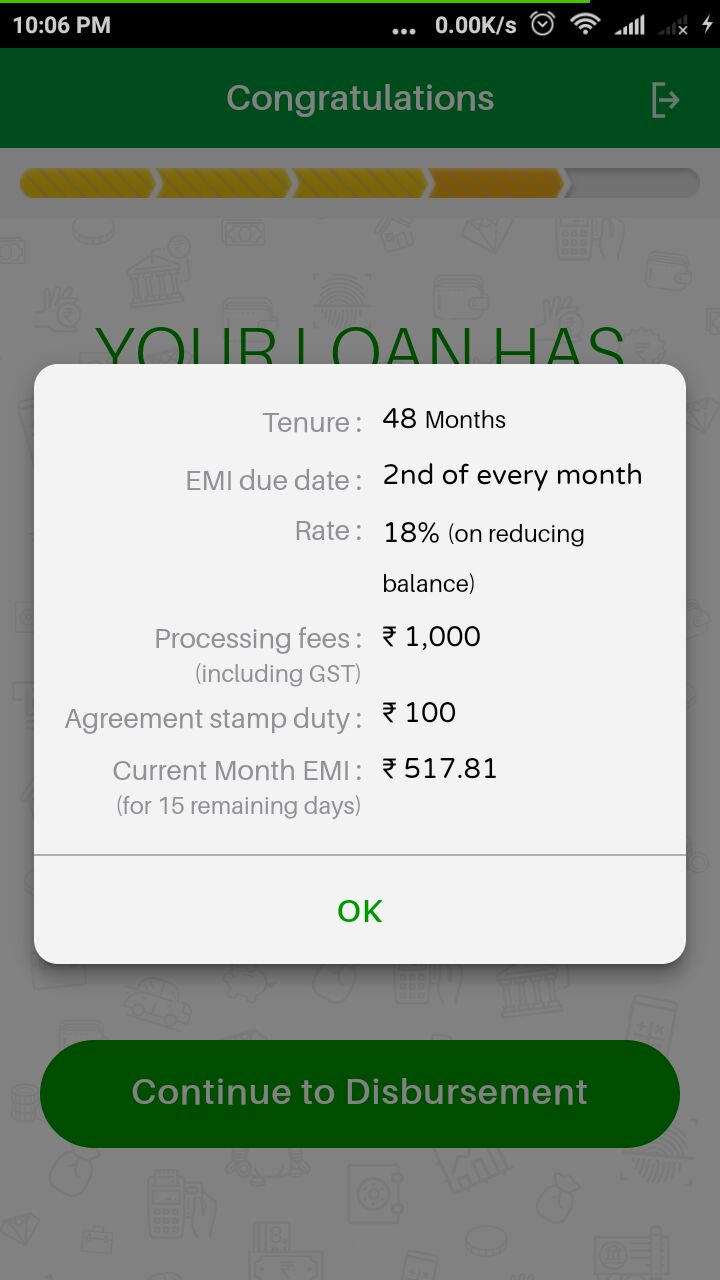 10:06 PM ... 0.00K/s
Congratulations
YOUR LOAN HAS
Tenure : 48 Months
EMI due date : 2nd of every month
Rate : 18% (on reducing
balance)
Processing fees : ₹ 1,000
(including GST)
Agreement stamp duty : ₹ 100
Current Month EMI : ₹ 517.81
(for 15 remaining days)
OK
Continue to Disbursement